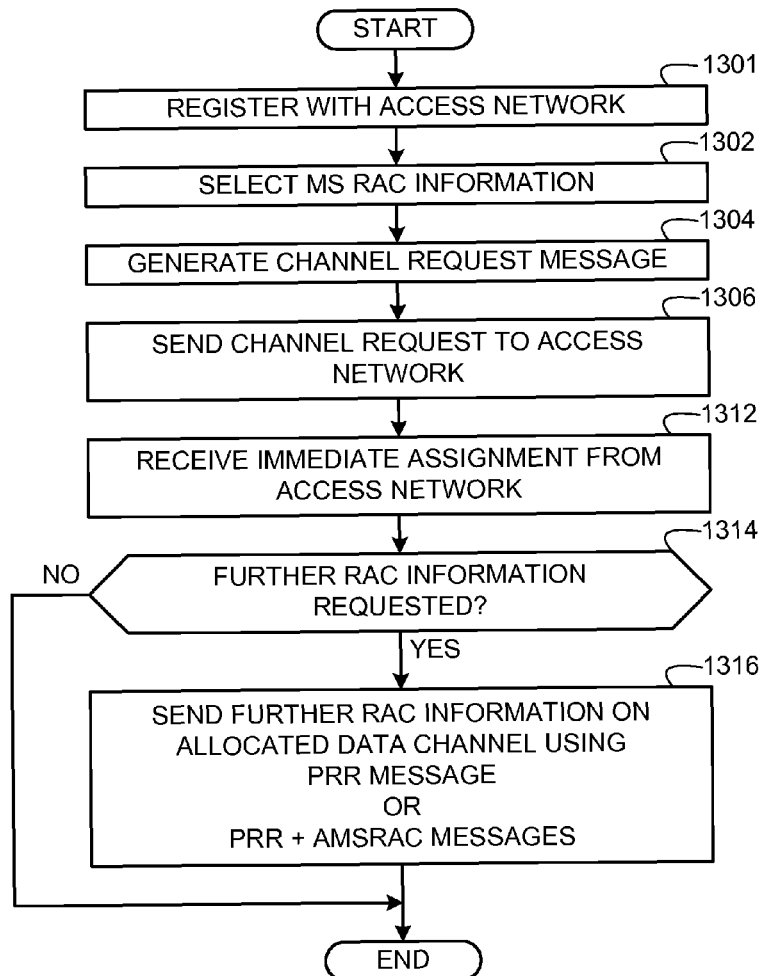 START
1301
REGISTER WITH ACCESS NETWORK
1302
SELECT MS RAC INFORMATION
1304
GENERATE CHANNEL REQUEST MESSAGE
1306
SEND CHANNEL REQUEST TO ACCESS
NETWORK
1312
RECEIVE IMMEDIATE ASSIGNMENT FROM
ACCESS NETWORK
1314
NO
FURTHER RAC INFORMATION
REQUESTED?
YES
1316
SEND FURTHER RAC INFORMATION ON
ALLOCATED DATA CHANNEL USING
PRR MESSAGE
OR
PRR + AMSRAC MESSAGES
END